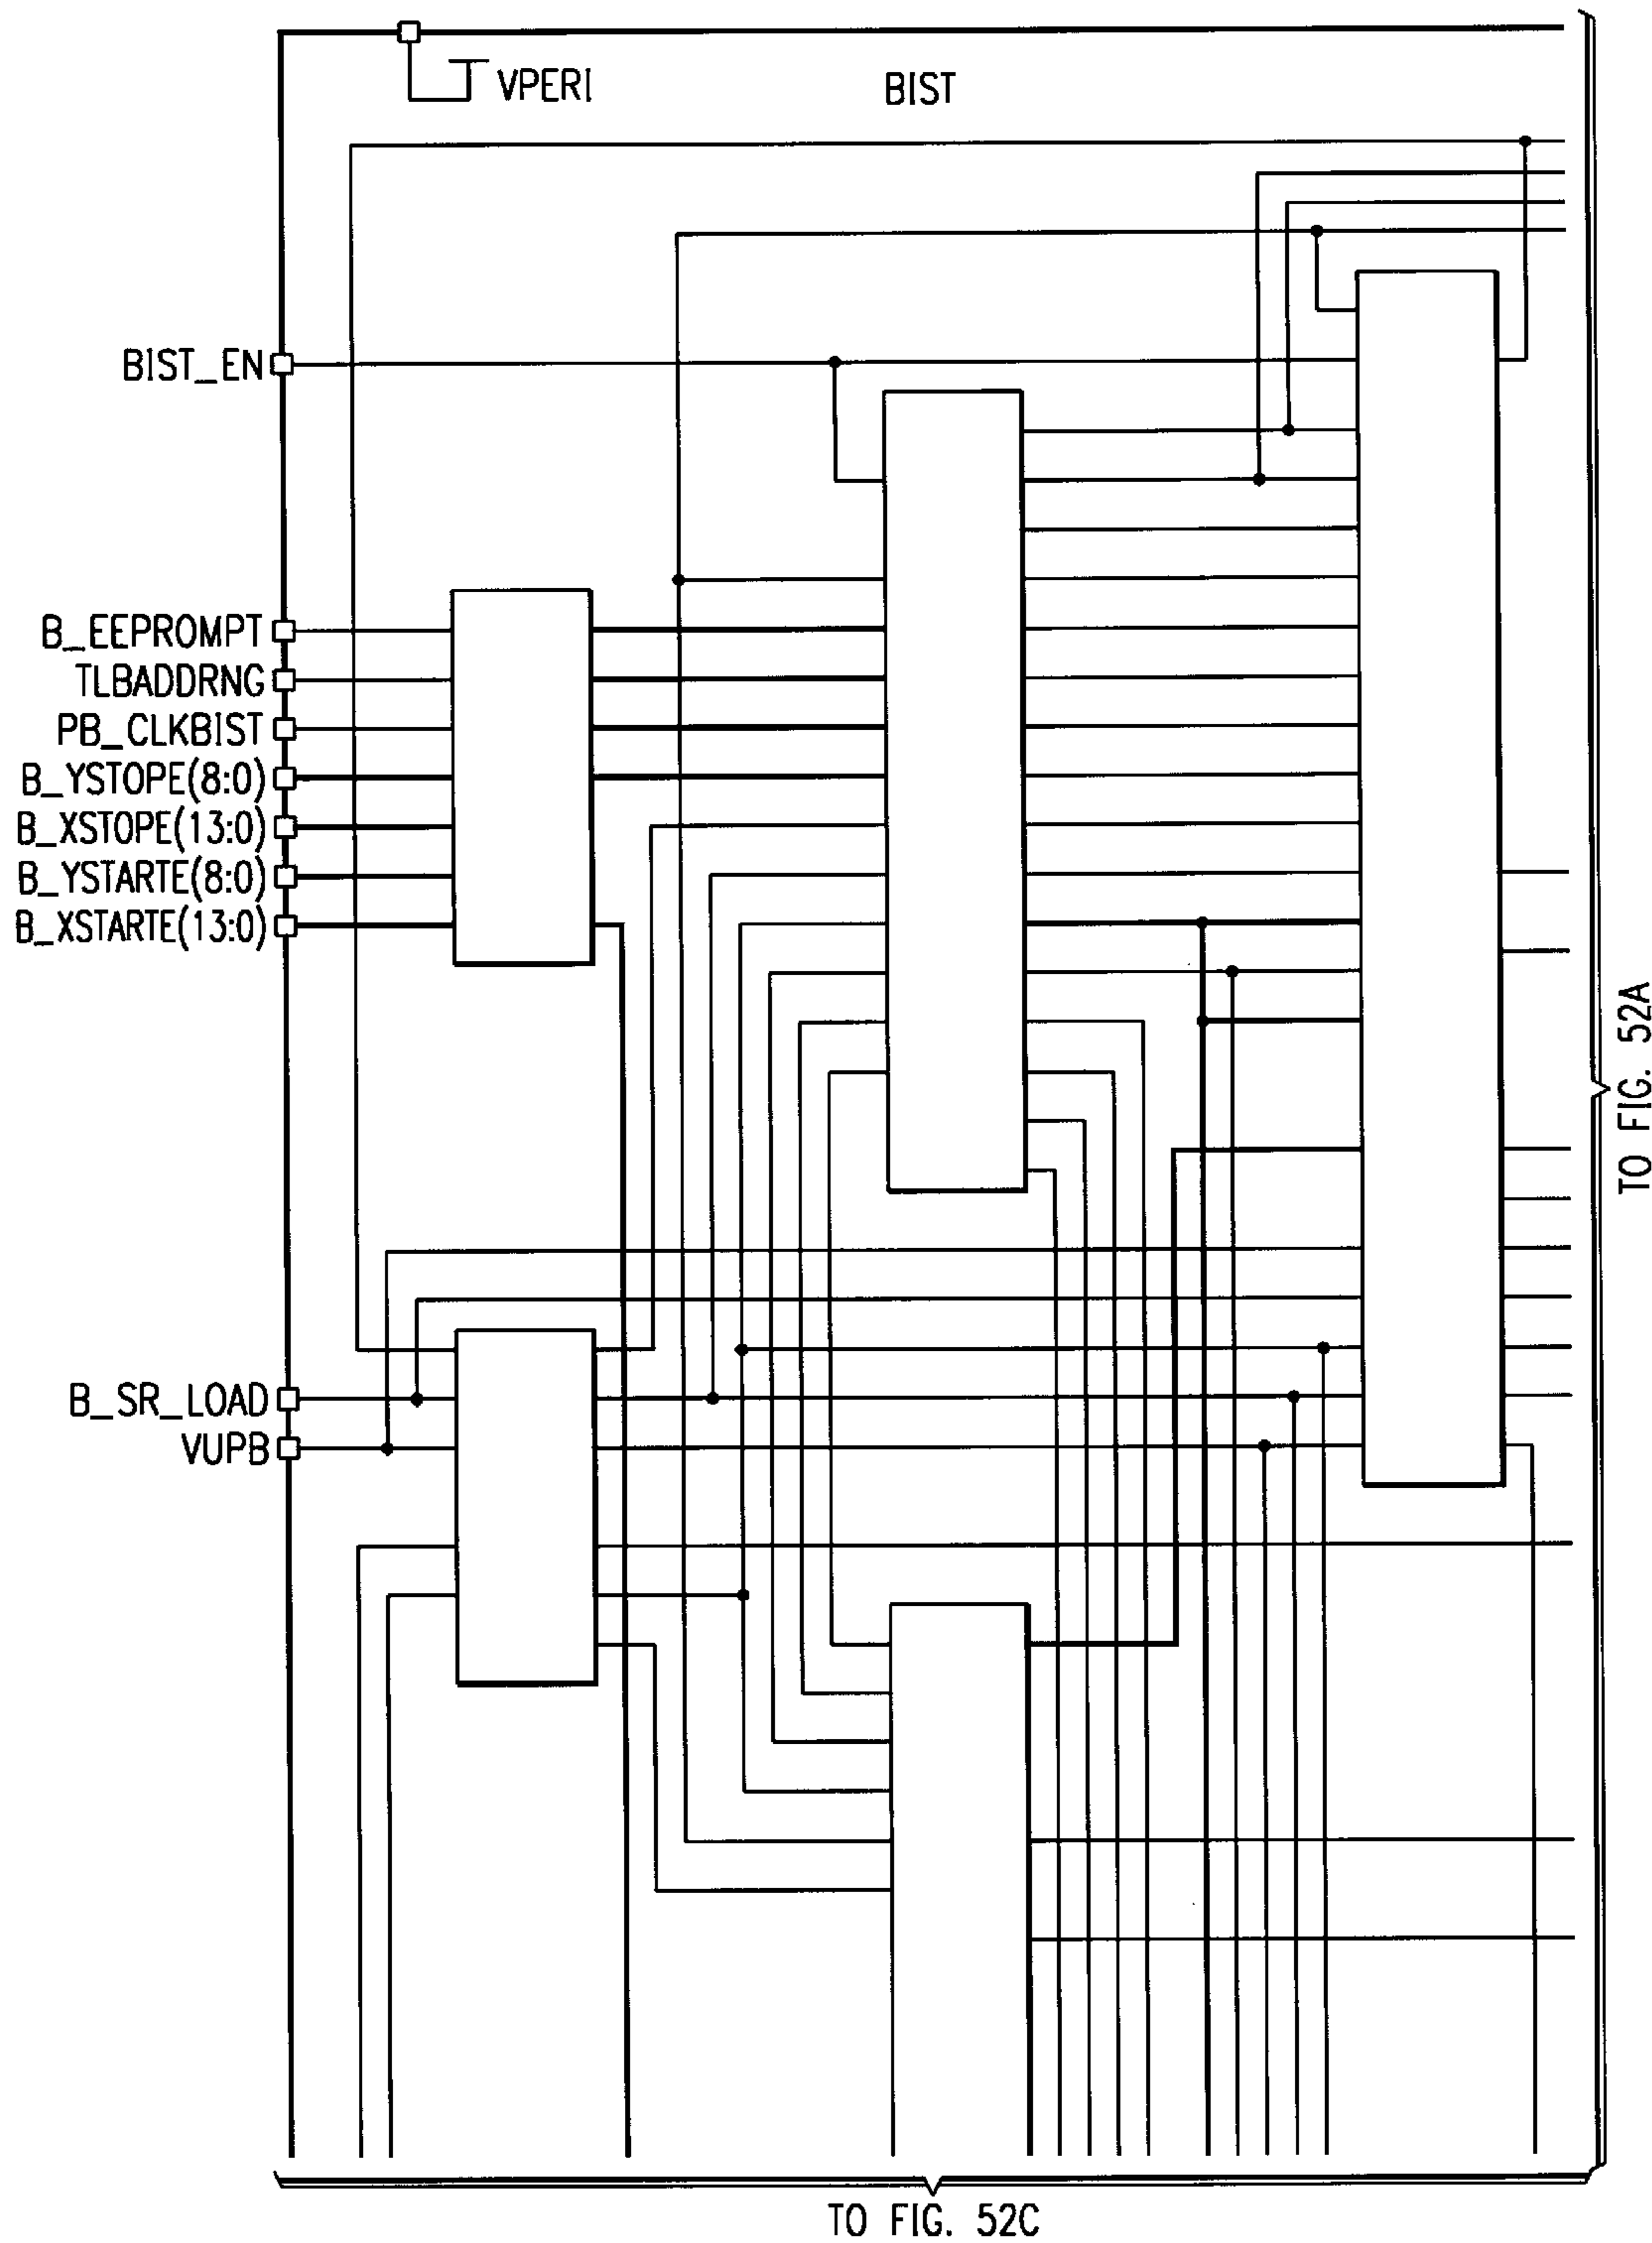 VPERI
BIST
BIST_EN
B_EEPROMPT
TLBADDRNG
PB_CLKBIST
B_YSTOPE(8:0)
B_XSTOPE(13:0)
B_YSTARTE(8:0)
B_XSTARTE(13:0)
TO FIG. 52A
B_SR_LOAD
VUPB
TO FIG. 52C